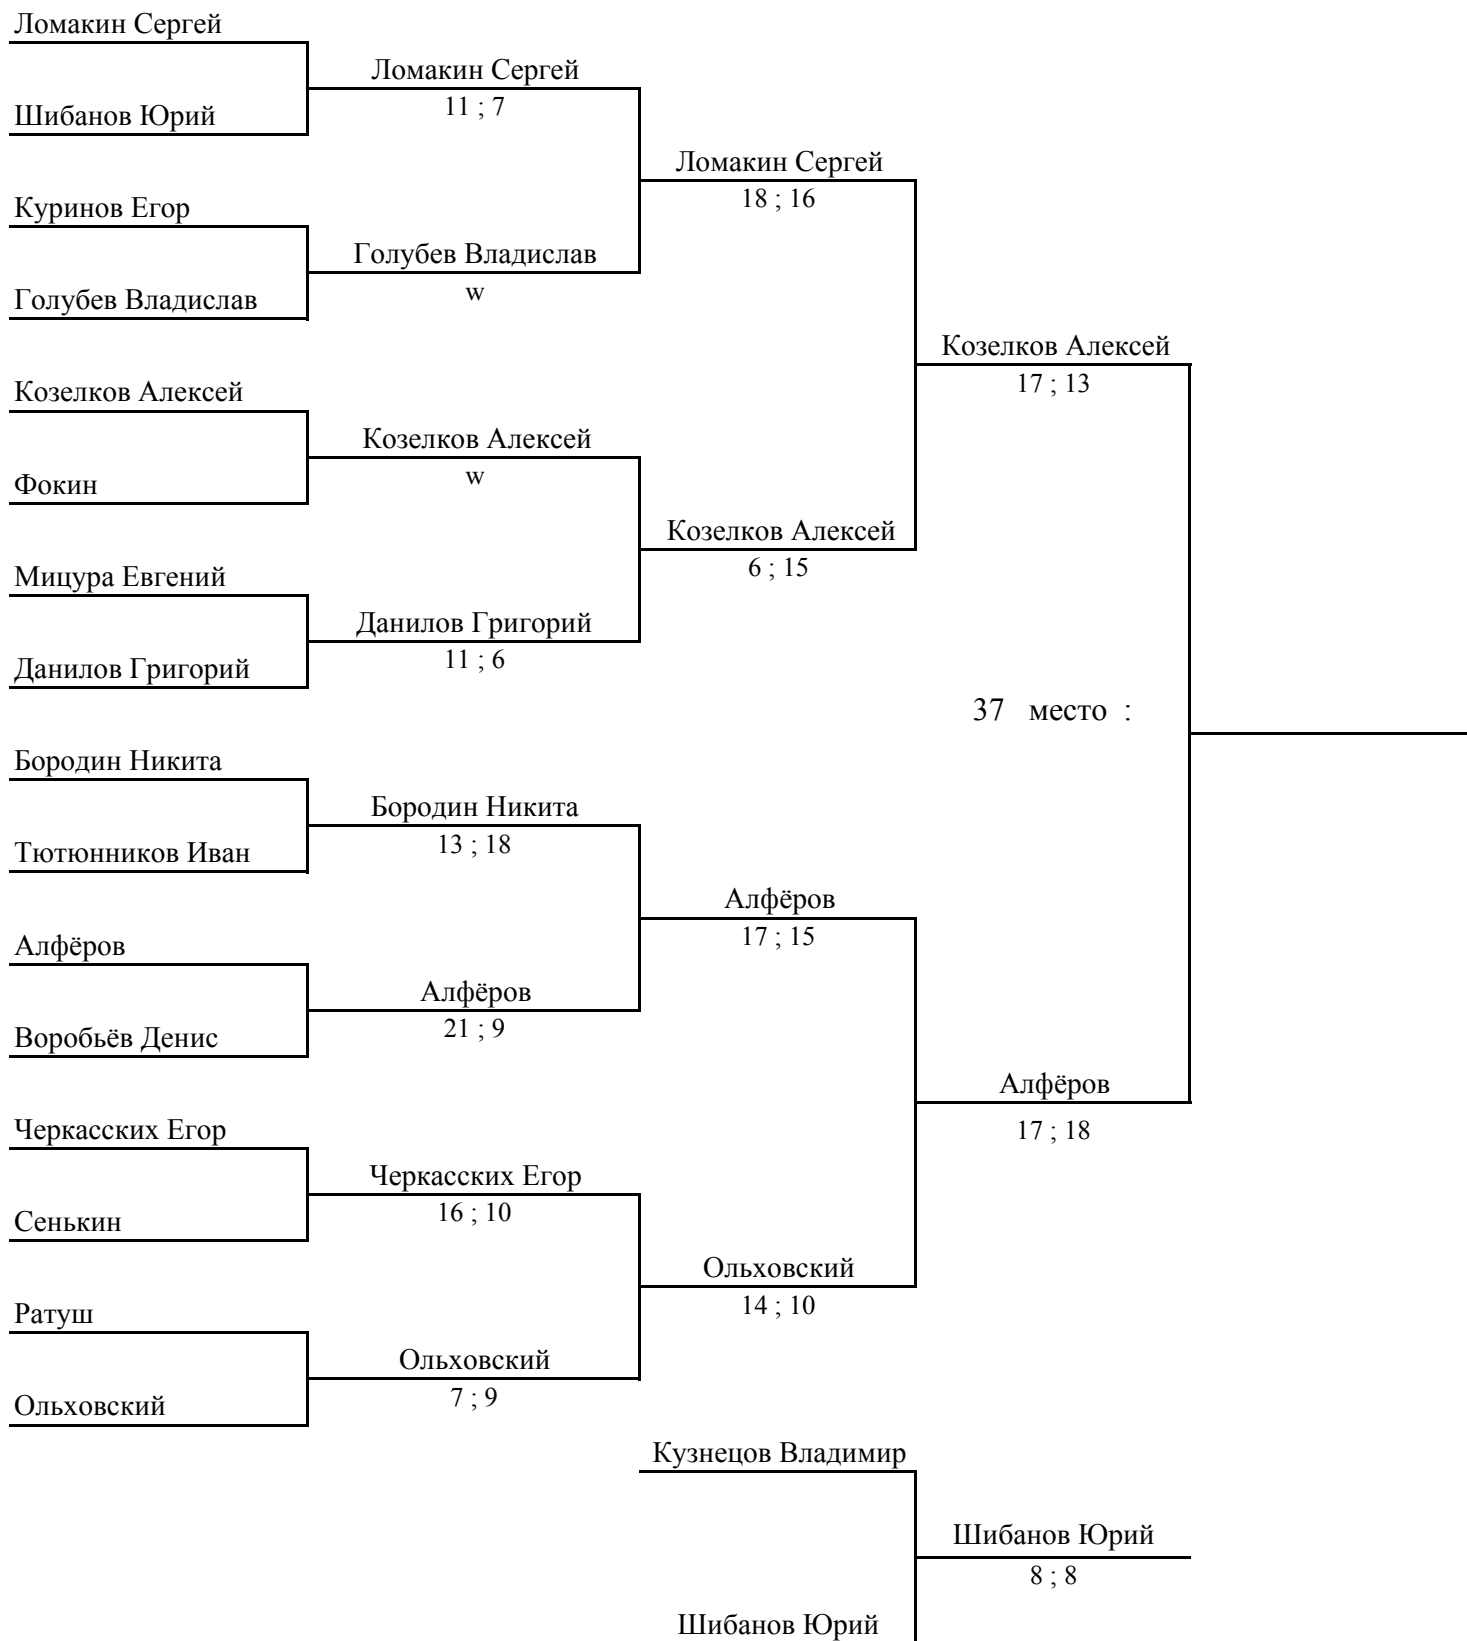 Ломакин Сергей
Ломакин Сергей
11 ; 7
Шибанов Юрий
Ломакин Сергей
18 ; 16
Куринов Егор
Голубев Владислав
w
Голубев Владислав
Козелков Алексей
17 ; 13
Козелков Алексей
Козелков Алексей
w
Фокин
Козелков Алексей
6 ; 15
Мицура Евгений
Данилов Григорий
11 ; 6
Данилов Григорий
37 место :
Бородин Никита
Бородин Никита
13 ; 18
Тютюнников Иван
Алфёров
17 ; 15
Алфёров
Алфёров
21 ; 9
Воробьёв Денис
Алфёров
17 ; 18
Черкасских Егор
Черкасских Егор
16 ; 10
Сенькин
Ольховский
14 ; 10
Ратуш
Ольховский
7 ; 9
Ольховский
Кузнецов Владимир
Шибанов Юрий
8 ; 8
Шибанов Юрий